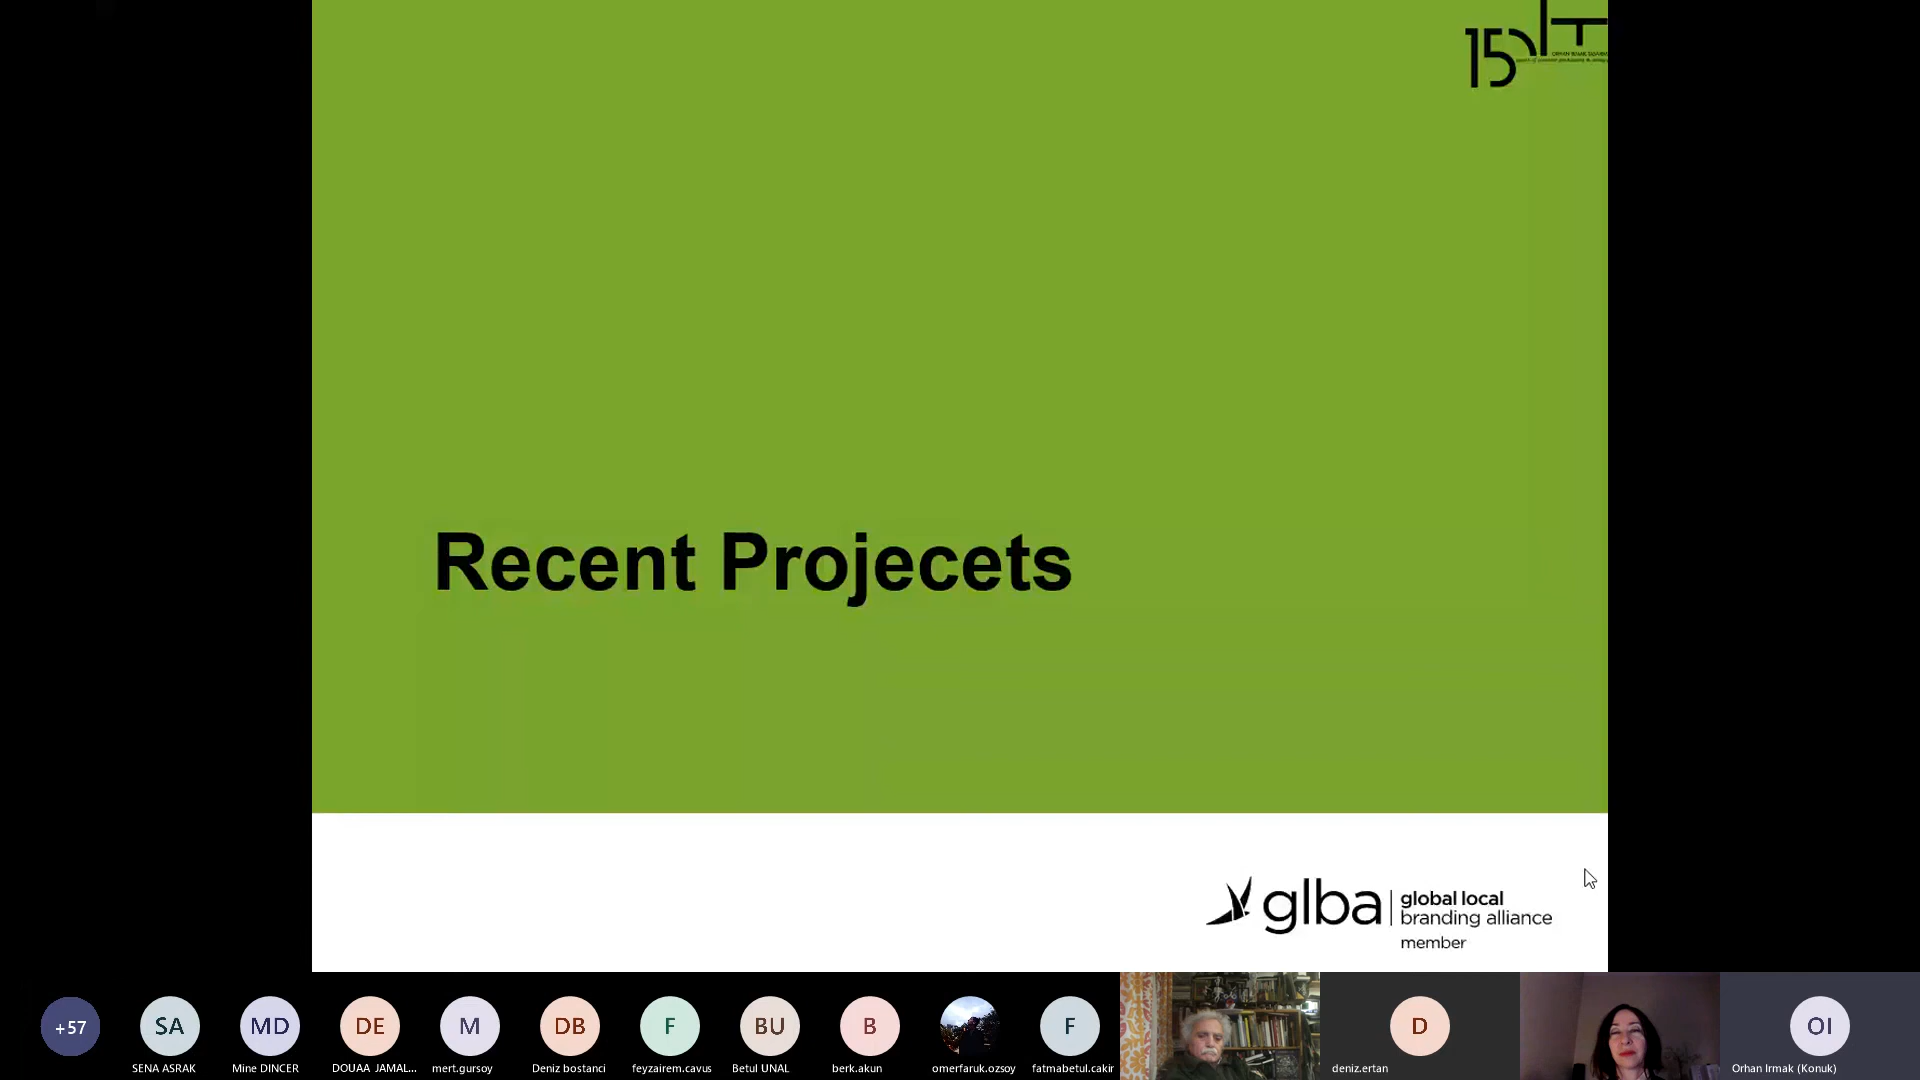 15
Recent Projecets
glba
global local
branding alliance
member
+57
SA
MD
DE
M
DB
F
BU
B
F
D
OI
SENA ASRAK
Mine DINCER
DOUAA JAMAL...
mert.gursoy
Deniz bostanci
feyzairem.cavus
Betul UNAL
berk.akun
omerfaruk.ozsoy
fatmabetul.cakir
deniz.ertan
Orhan Irmak (Konuk)